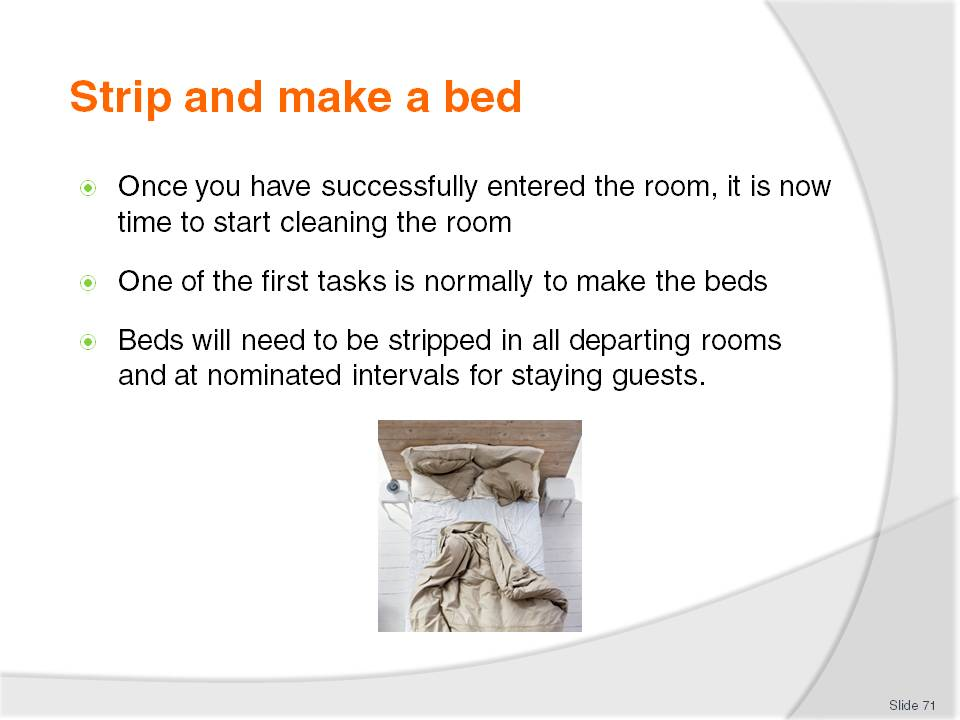 Strip and make a bed
Once you have successfully entered the room, it is now
time to start cleaning the room
One of the first tasks is normally to make the beds
Beds will need to be stripped in all departing rooms
and at nominated intervals for staying guests.
Slide 71